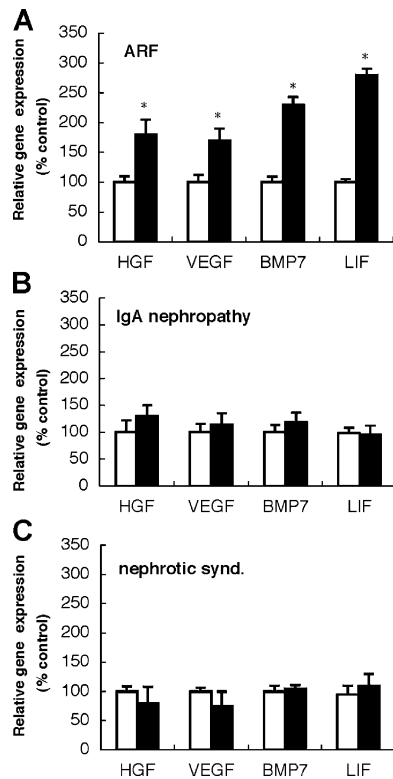 A
ARF
Relative gene expression
(% control)
350
300
250
200
150
100
50
0
*
*
*
*
HGF VEGF BMP7 LIF
B
IgA nephropathy
Relative gene expression
(% control)
350
300
250
200
150
100
50
0
HGF VEGF BMP7 LIF
C
nephrotic synd.
Relative gene expression
(% control)
350
300
250
200
150
100
50
0
HGF VEGF BMP7 LIF